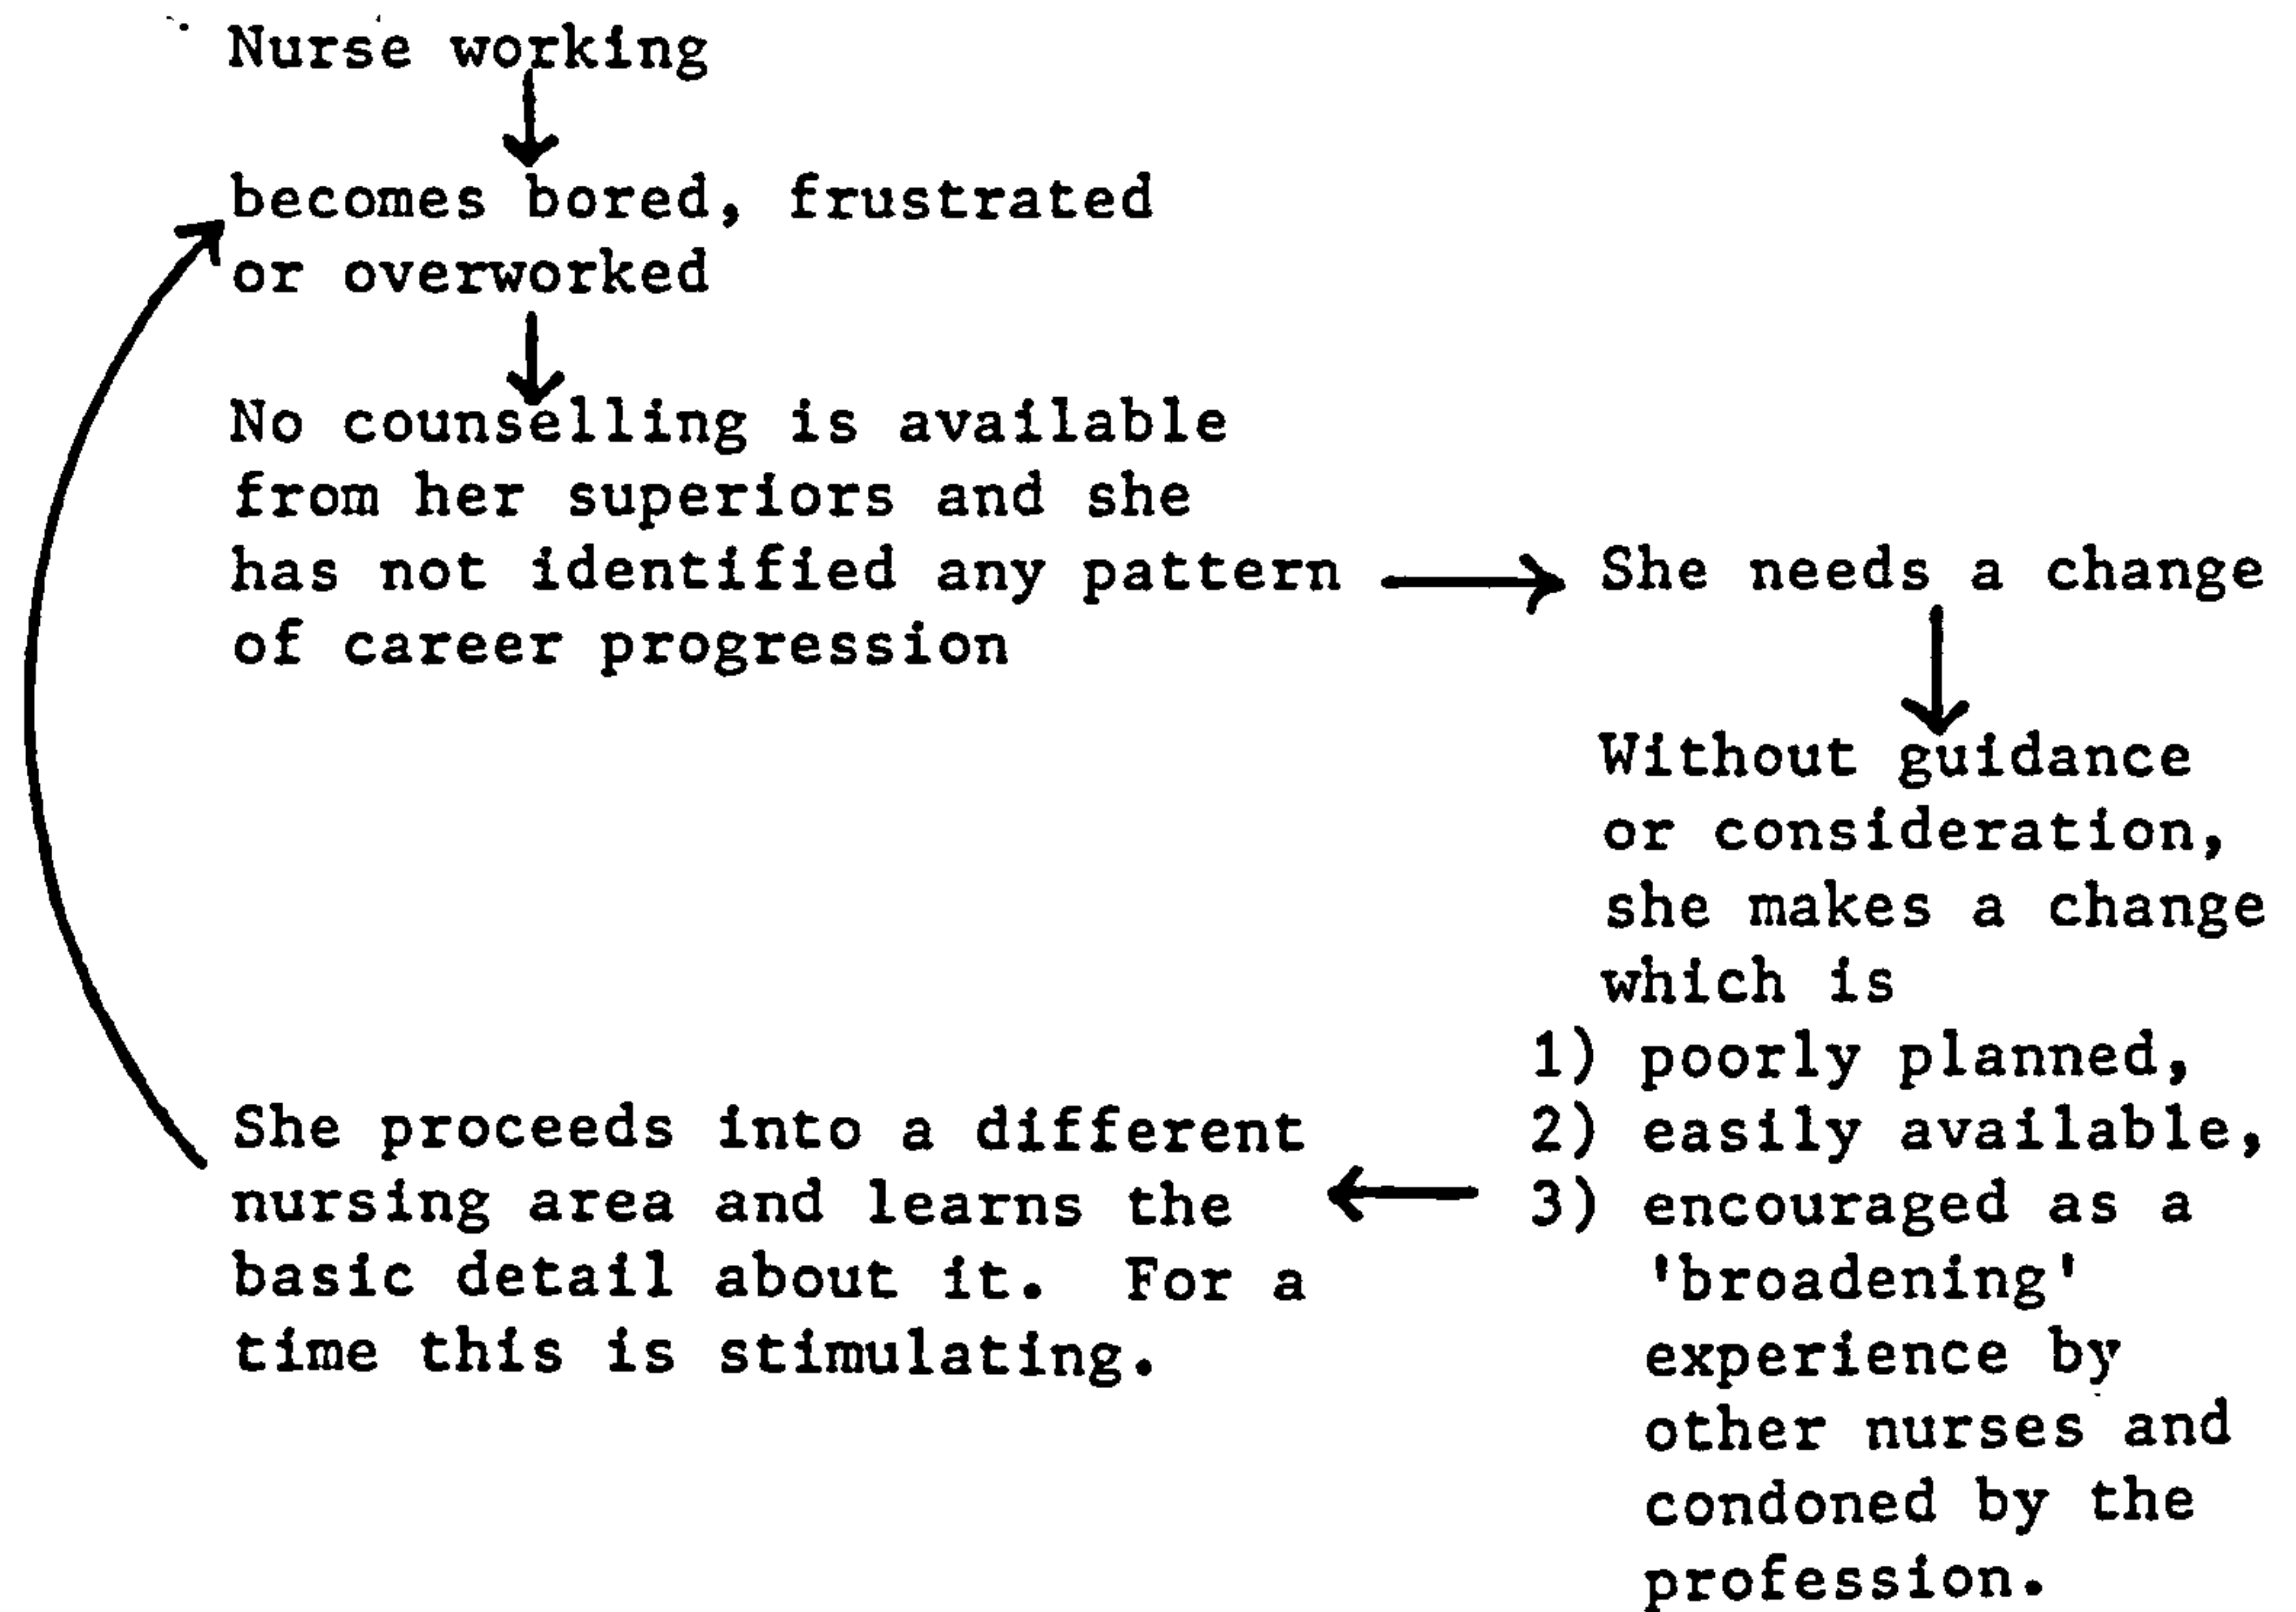 Nurse working
becomes bored, frustrated
or overworked
No counselling is available
from her superiors and she
has not identified any pattern
of career progression
She needs a change
Without guidance
or consideration,
she makes a change
which is
1) poorly planned,
2) easily available,
3) encouraged as a
'broadening'
experience by
other nurses and
condoned by the
profession.
She proceeds into a different
nursing area and learns the
basic detail about it. For a
time this is stimulating.